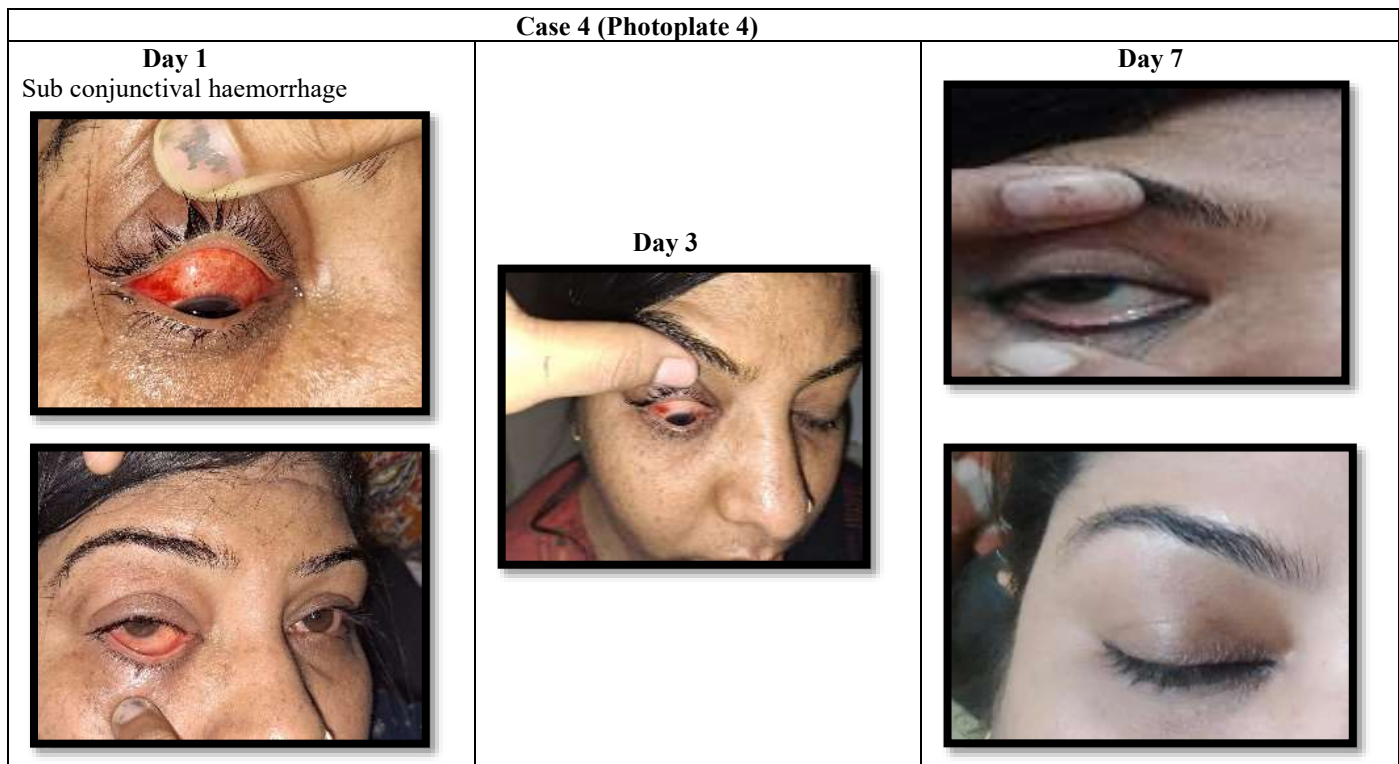 Case 4 (Photoplate 4)
Day 1
Sub conjunctival haemorrhage
Day 3
Day 7